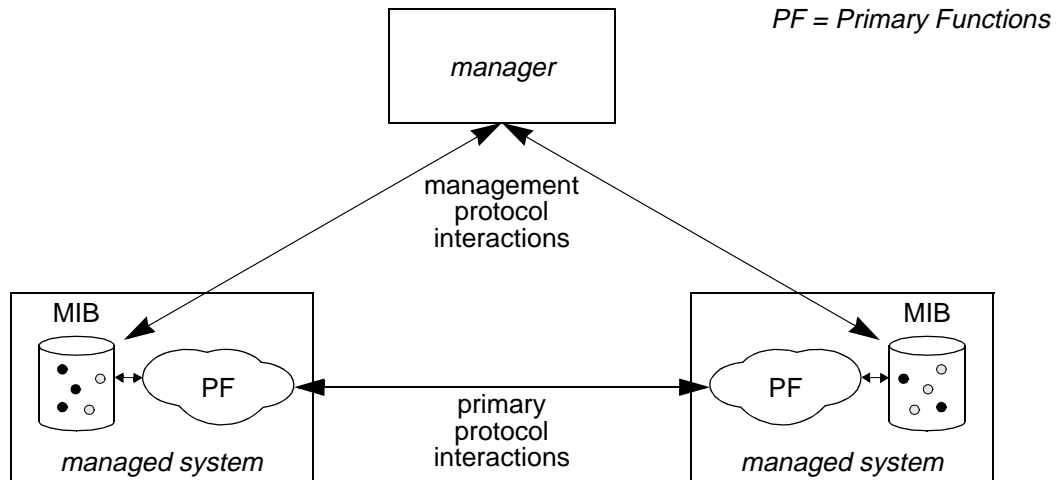 PF = Primary Functions
manager
management
protocol
interactions
MIB
PF
managed system
primary
protocol
interactions
MIB
PF
managed system